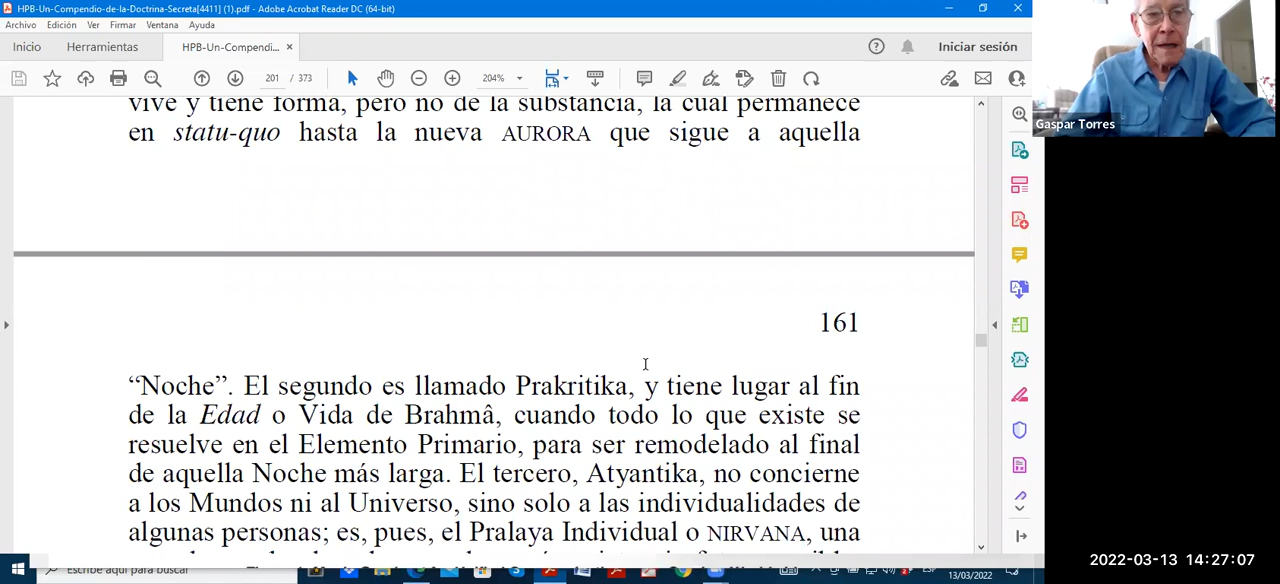 HPB-Un-Compendio-de-la-Doctrina-Secreta[4411] (1).pdf - Adobe Acrobat Reader DC (64-bit)
Archivo Edición Ver Firmar Ventana Ayuda
Inicio Herramientas HPB-Un-Compendi... × Iniciar sesión
201 / 373 204%
vive y tiene forma, pero no de la substancia, la cual permanece
en statu-quo hasta la nueva AURORA que sigue a aquella
161
“Noche”. El segundo es llamado Prakritika, y tiene lugar al fin
de la Edad o Vida de Brahmâ, cuando todo lo que existe se
resuelve en el Elemento Primario, para ser remodelado al final
de aquella Noche más larga. El tercero, Atyantika, no concierne
a los Mundos ni al Universo, sino solo a las individualidades de
algunas personas; es, pues, el Pralaya Individual o NIRVANA, una
Escribe aquí para buscar
13/03/2022
Gaspar Torres
2022-03-13 14:27:07